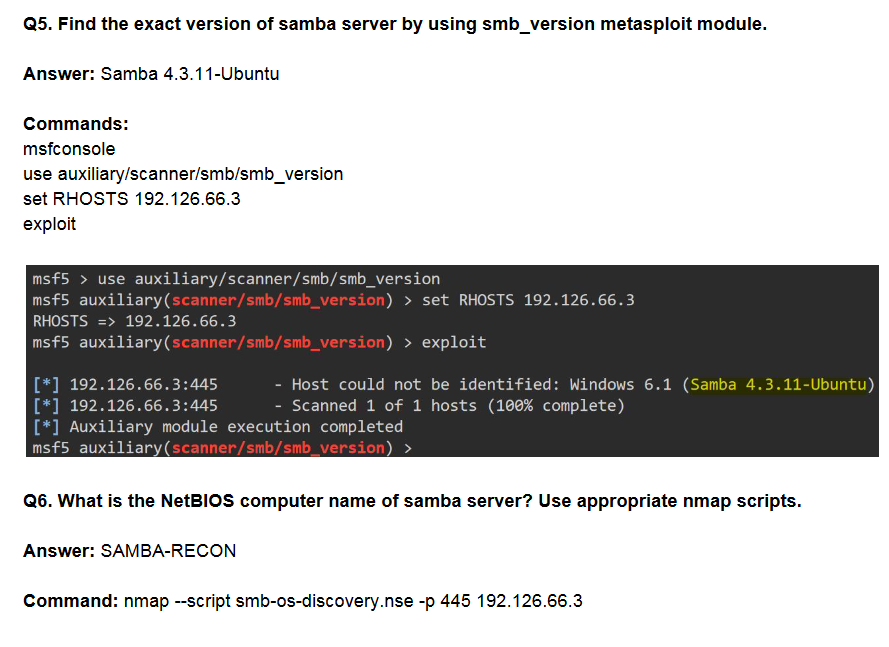 Q5. Find the exact version of samba server by using smb_version metasploit module.
Answer: Samba 4.3.11-Ubuntu
Commands:
msfconsole
use auxiliary/scanner/smb/smb_version
set RHOSTS 192.126.66.3
exploit
msf5 > use auxiliary/scanner/smb/smb_version
msf5 auxiliary(scanner/smb/smb_version) > set RHOSTS 192.126.66.3
RHOSTS => 192.126.66.3
msf5 auxiliary(scanner/smb/smb_version) > exploit
[*] 192.126.66.3:445      - Host could not be identified: Windows 6.1 (Samba 4.3.11-Ubuntu)
[*] 192.126.66.3:445      - Scanned 1 of 1 hosts (100% complete)
[*] Auxiliary module execution completed
msf5 auxiliary(scanner/smb/smb_version) >
Q6. What is the NetBIOS computer name of samba server? Use appropriate nmap scripts.
Answer: SAMBA-RECON
Command: nmap --script smb-os-discovery.nse -p 445 192.126.66.3